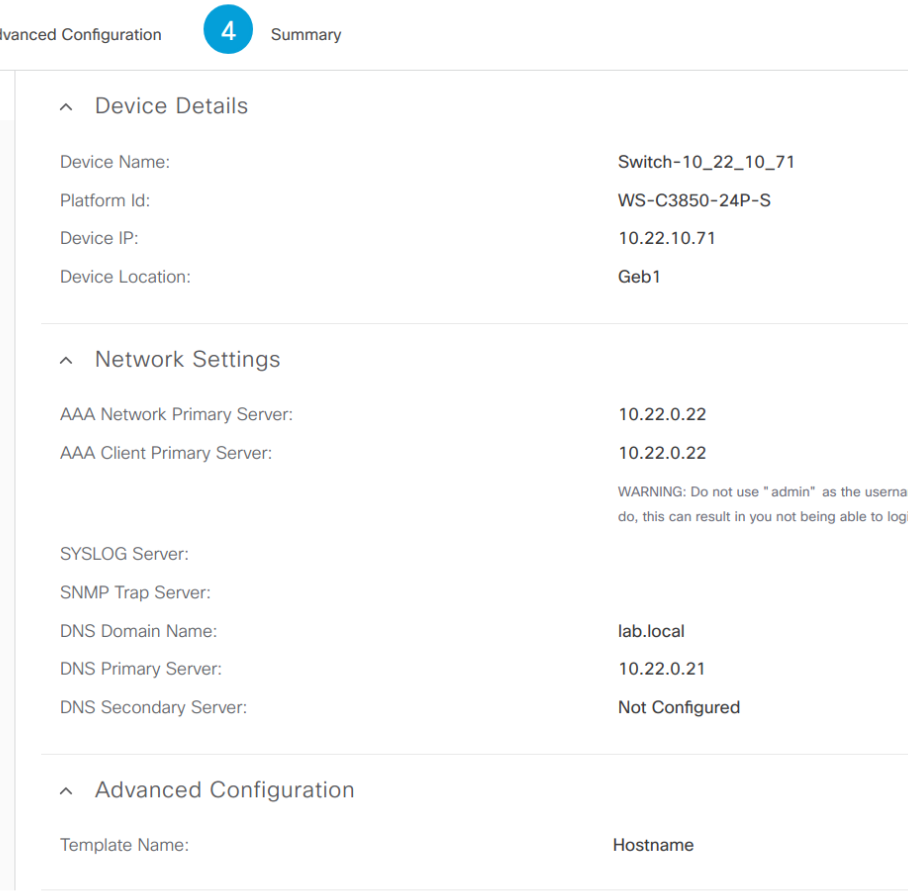 dvanced Configuration 4 Summary
Device Details
Device Name: Switch-10_22_10_71
Platform Id: WS-C3850-24P-S
Device IP: 10.22.10.71
Device Location: Geb1
Network Settings
AAA Network Primary Server: 10.22.0.22
AAA Client Primary Server: 10.22.0.22
WARNING: Do not use "admin" as the userna
do, this can result in you not being able to logi
SYSLOG Server:
SNMP Trap Server:
DNS Domain Name: lab.local
DNS Primary Server: 10.22.0.21
DNS Secondary Server: Not Configured
Advanced Configuration
Template Name: Hostname